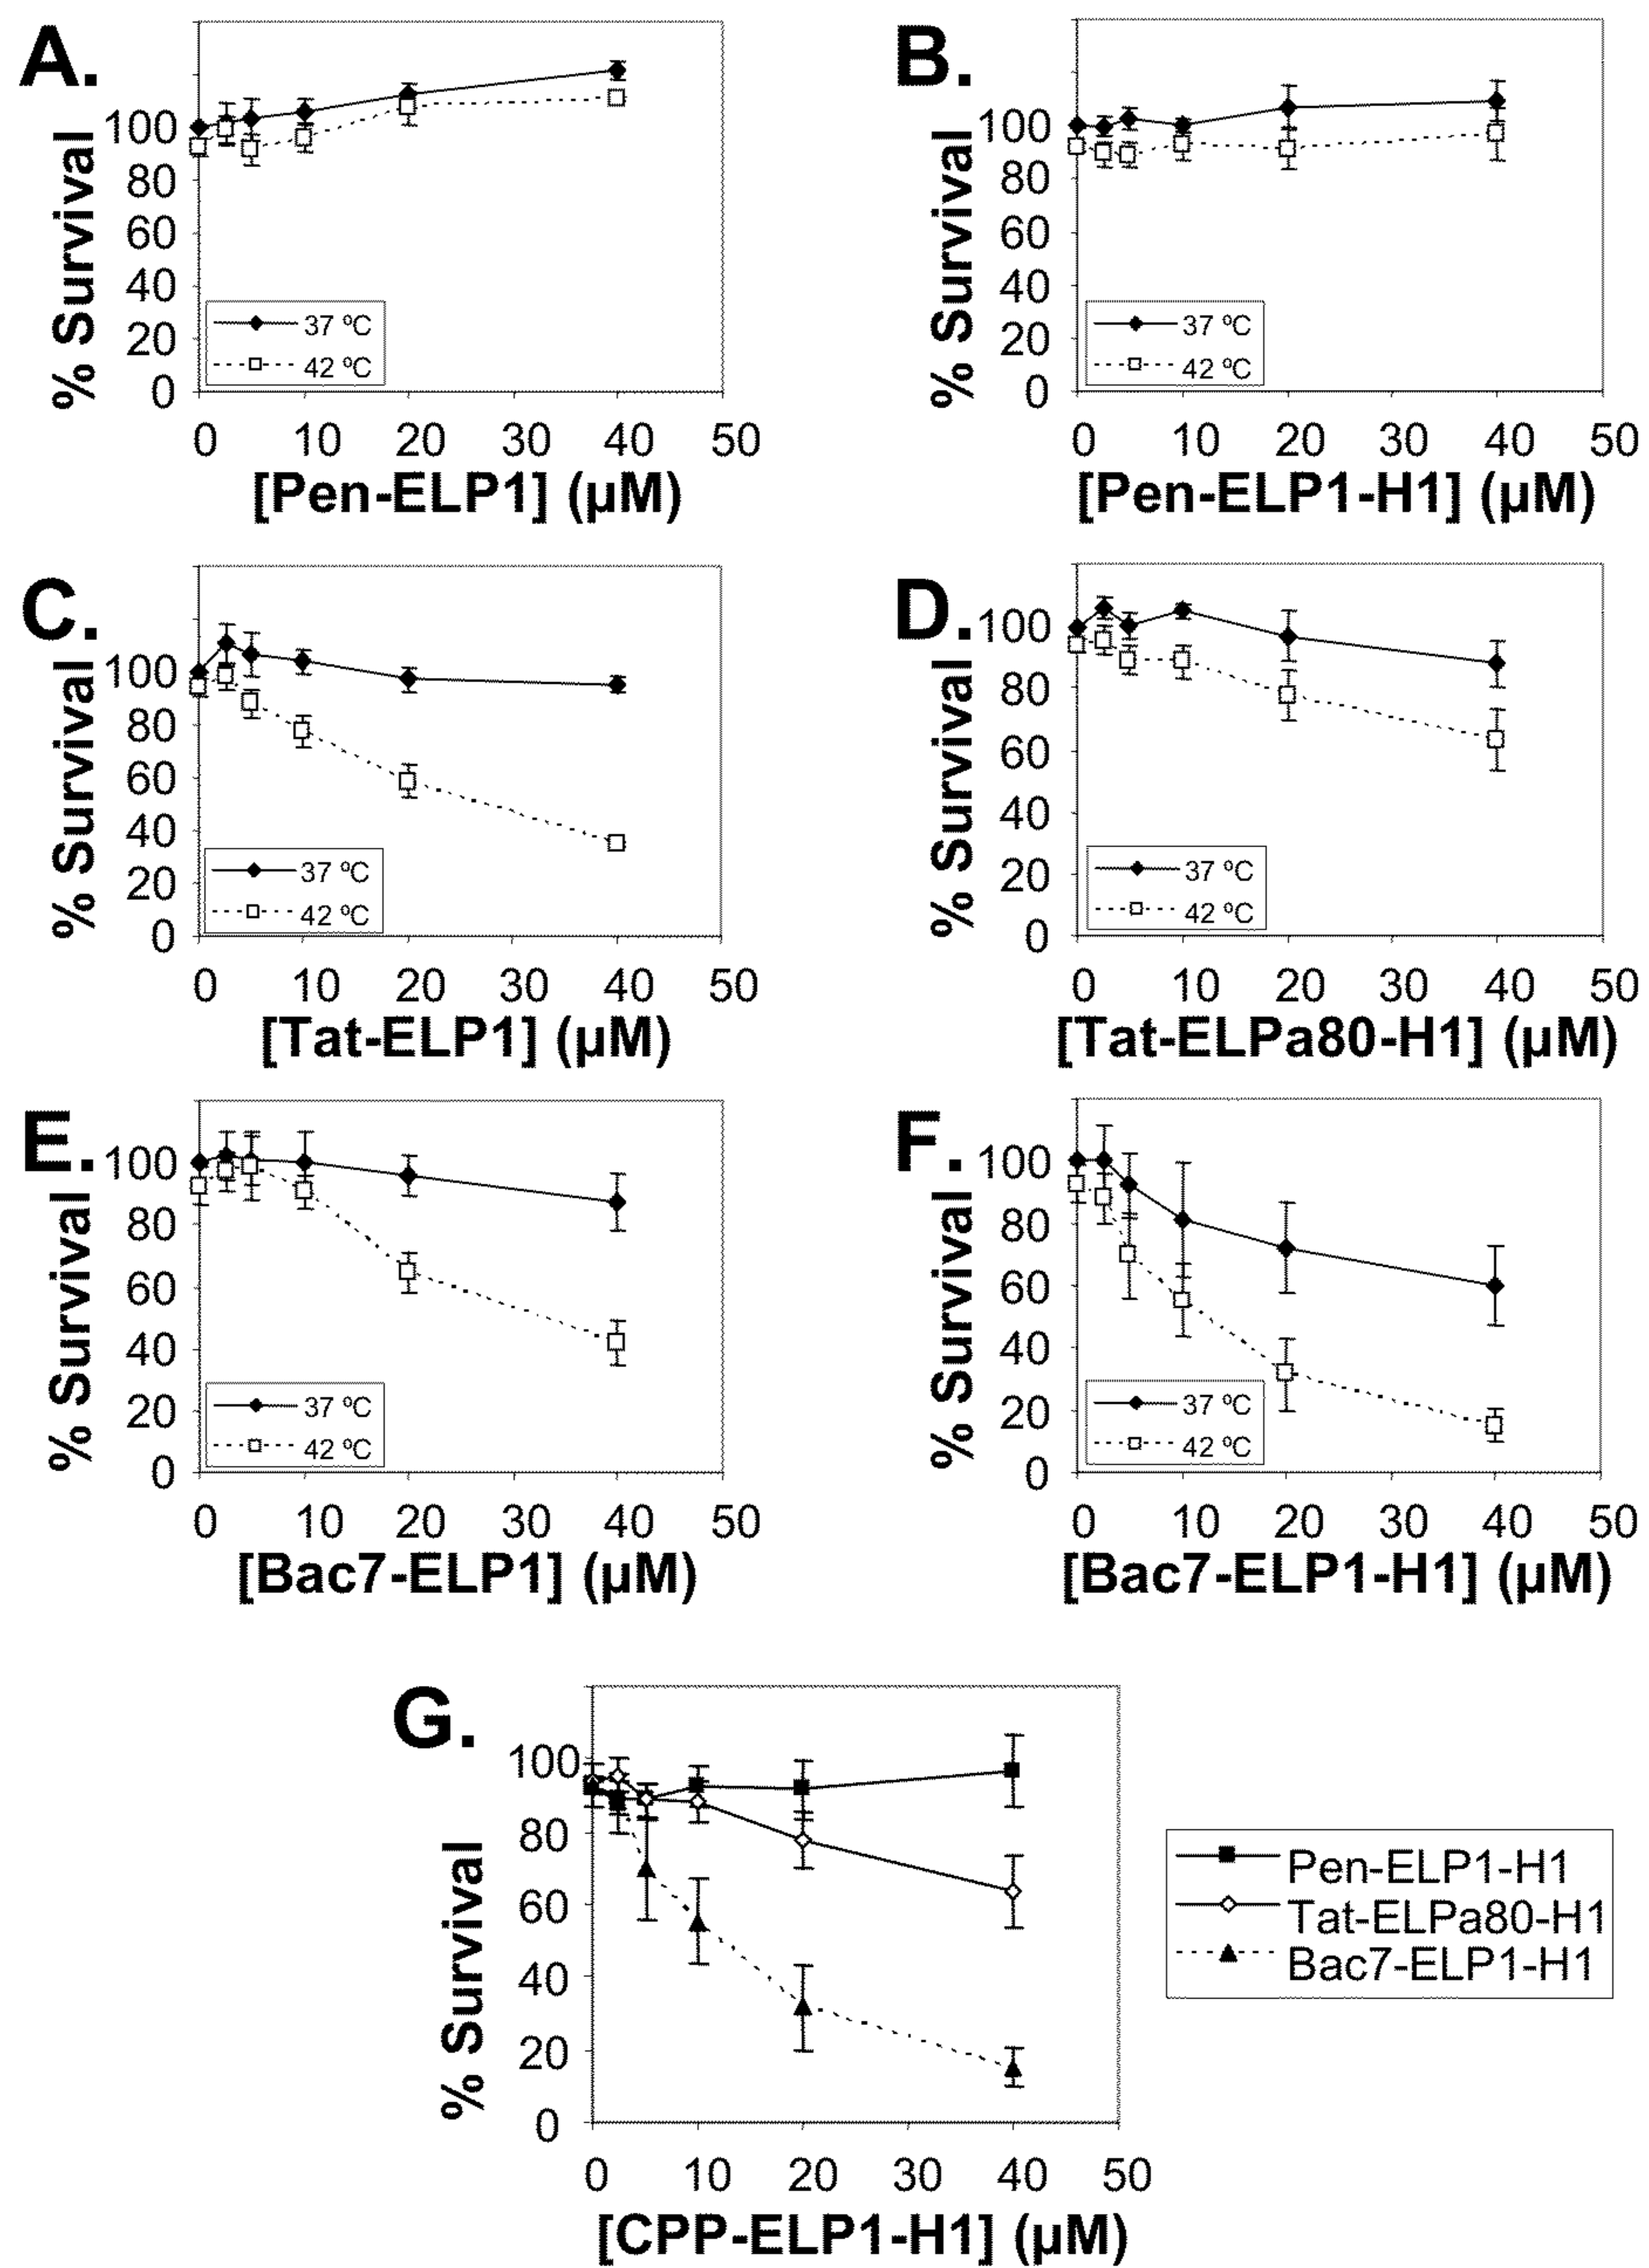 A.
% Survival
100
80
60
40
20
0
37 ºC
42 ºC
0 10 20 30 40 50
[Pen-ELP1] (µM)
B.
% Survival
100
80
60
40
20
0
37 ºC
42 ºC
0 10 20 30 40 50
[Pen-ELP1-H1] (µM)
C.
% Survival
100
80
60
40
20
0
37 ºC
42 ºC
0 10 20 30 40 50
[Tat-ELP1] (µM)
D.
% Survival
100
80
60
40
20
0
37 ºC
42 ºC
0 10 20 30 40 50
[Tat-ELPa80-H1] (µM)
E.
% Survival
100
80
60
40
20
0
37 ºC
42 ºC
0 10 20 30 40 50
[Bac7-ELP1] (µM)
F.
% Survival
100
80
60
40
20
0
37 ºC
42 ºC
0 10 20 30 40 50
[Bac7-ELP1-H1] (µM)
G.
% Survival
100
80
60
40
20
0
0 10 20 30 40 50
[CPP-ELP1-H1] (µM)
Pen-ELP1-H1
Tat-ELPa80-H1
Bac7-ELP1-H1